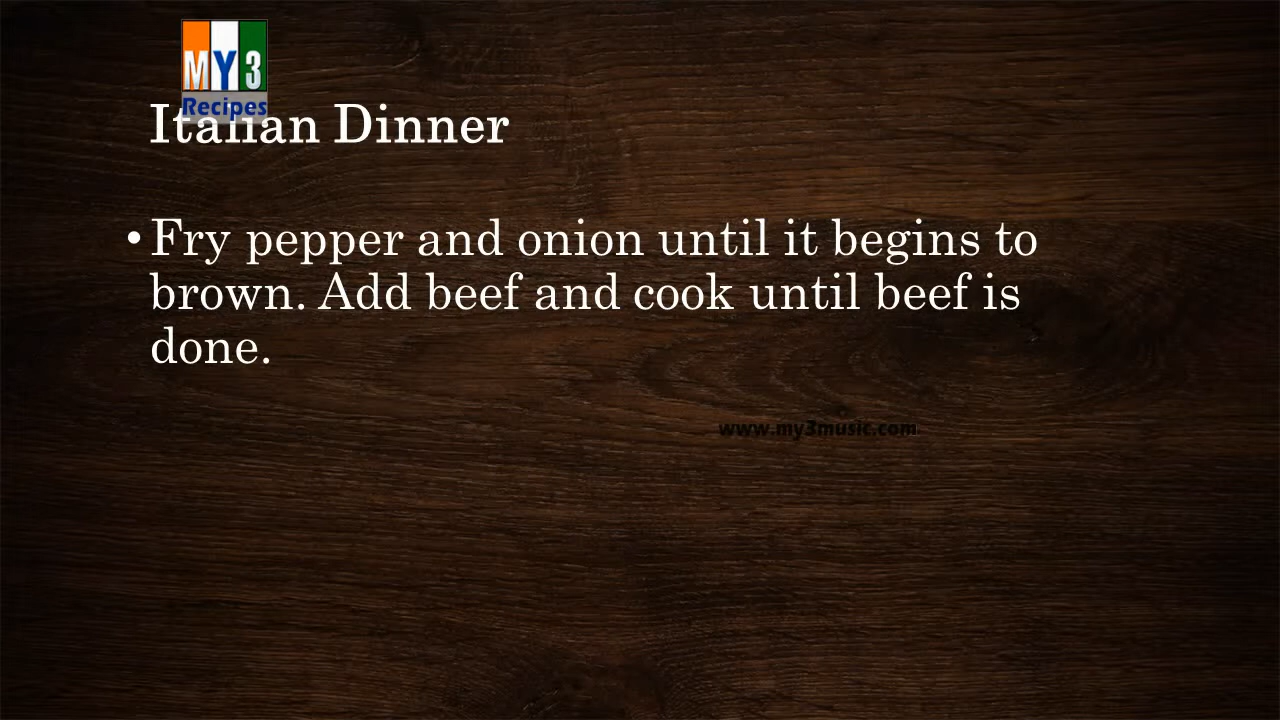 MY3
Recipes
Italian Dinner
• Fry pepper and onion until it begins to
brown. Add beef and cook until beef is
done.
www.my3music.com